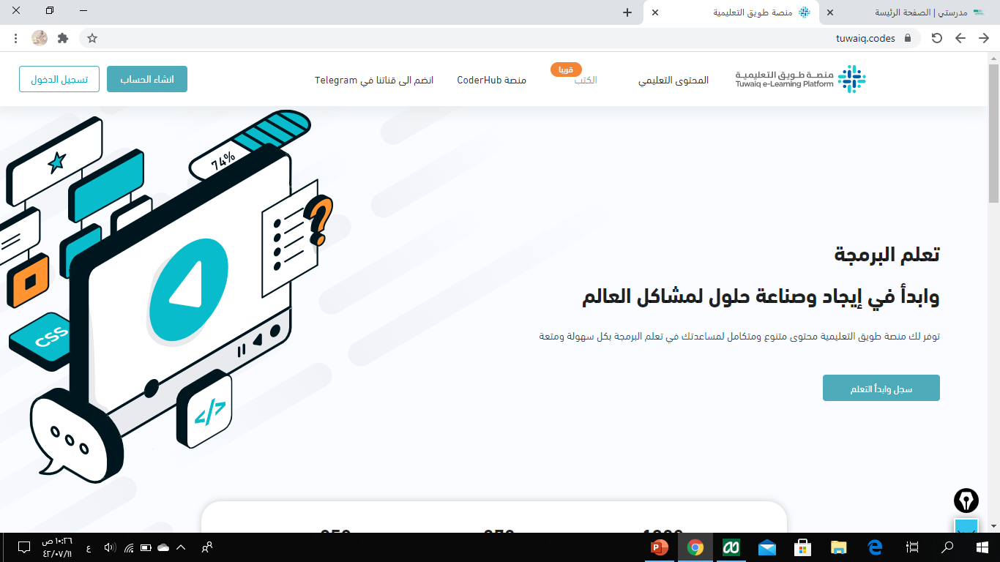 مدرستي | الصفحة الرئيسة
منصة طويق التعليمية
tuwaiq.codes
منصـة طـويق التعليميـة
Tuwaiq e-Learning Platform
المحتوى التعليمي
الكتب
قريبا
منصة CoderHub
انضم الى قناتنا في Telegram
انشاء الحساب
تسجيل الدخول
74%
CSS
</>
?
تعلم البرمجة
وابدأ في إيجاد وصناعة حلول لمشاكل العالم
توفر لك منصة طويق التعليمية محتوى متنوع ومتكامل لمساعدتك في تعلم البرمجة بكل سهولة ومتعة
سجل وابدأ التعلم
ع
١٠:٢٦ ص
٤٢/٠٧/١١